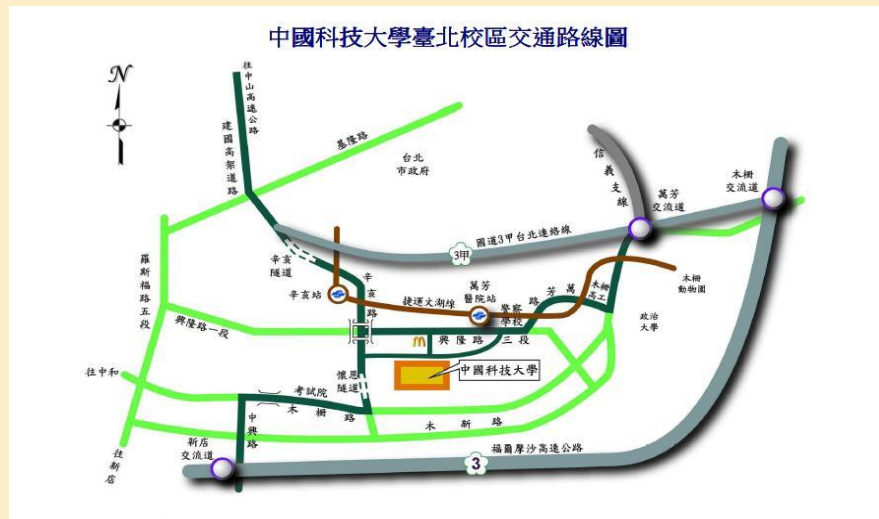 中國科技大學臺北校區交通路線圖
N
往中山高速公路
建國高架道路
基隆路
台北
市政府
信義支線
木柵
交流道
萬芳
交流道
國道3甲台北連絡線
3甲
辛亥
隧道
辛亥路
羅斯福路五段
辛亥站
捷運文湖線
萬芳
醫院站
警察
學校
萬芳路
木柵
高工
木柵
動物園
政治
大學
興隆路一段
興隆路三段
中國科技大學
往中和
懷恩
隧道
考試院
木柵路
中興路
木新路
新店
交流道
福爾摩沙高速公路
3
往新店